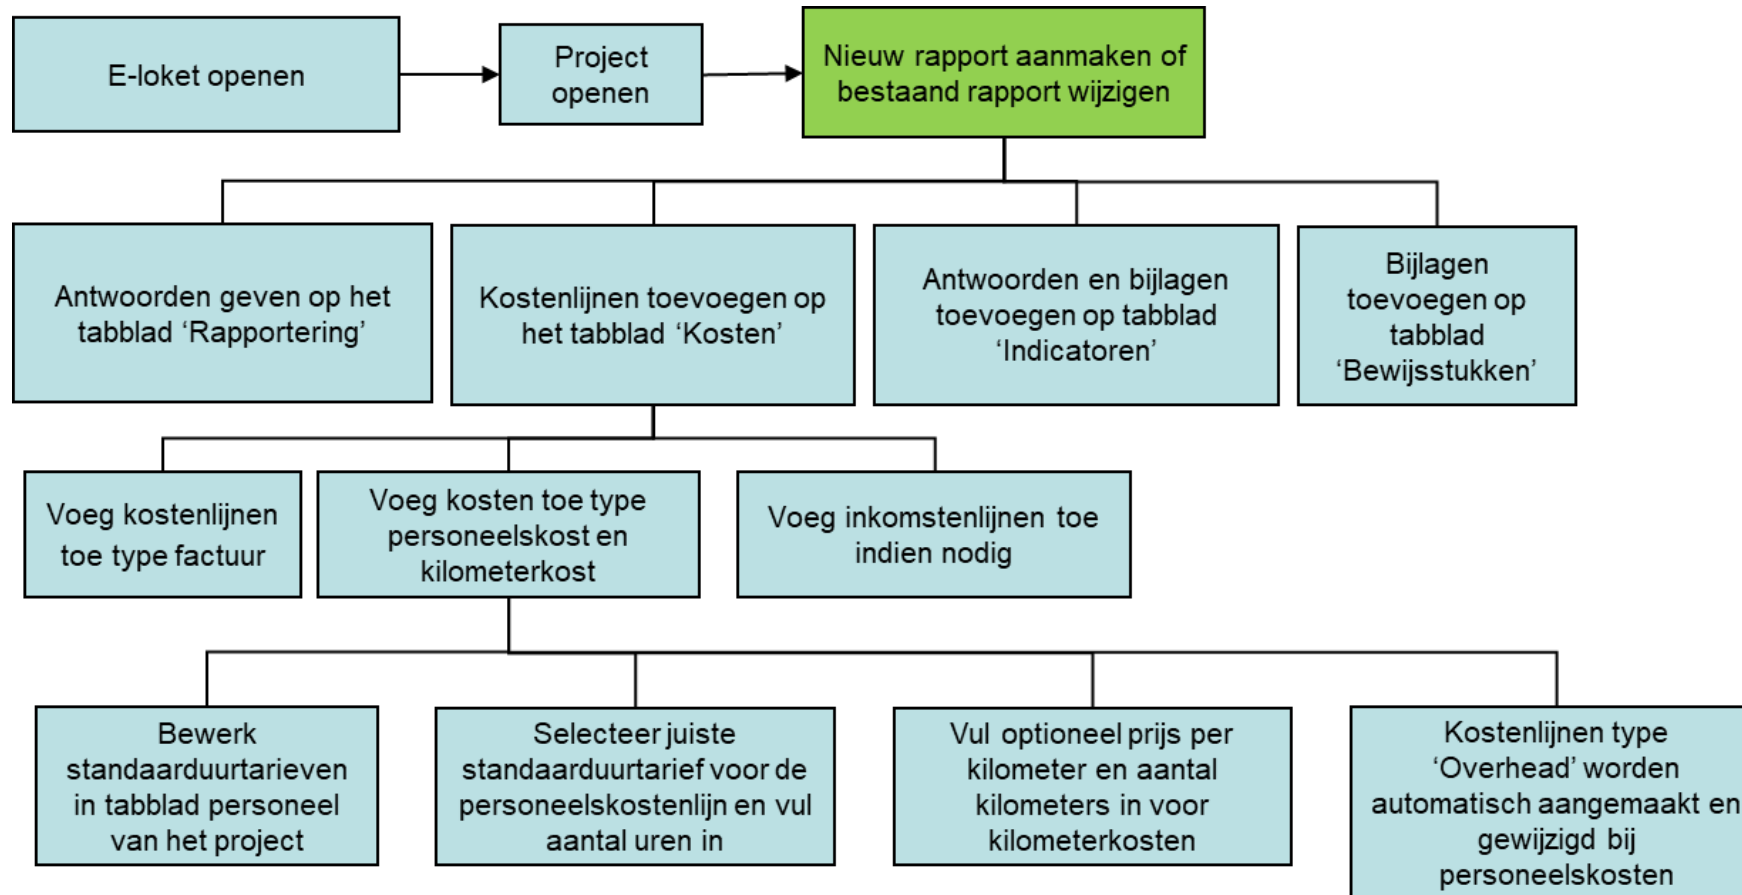 E-loket openen
Project
openen
Nieuw rapport aanmaken of
bestaand rapport wijzigen
Antwoorden geven op het
tabblad ‘Rapportering’
Kostenlijnen toevoegen op
het tabblad ‘Kosten’
Antwoorden en bijlagen
toevoegen op tabblad
‘Indicatoren’
Bijlagen
toevoegen op
tabblad
‘Bewijsstukken’
Voeg kostenlijnen
toe type factuur
Voeg kosten toe type
personeelskost en
kilometerkost
Voeg inkomstenlijnen toe
indien nodig
Bewerk
standaarduurtarieven
in tabblad personeel
van het project
Selecteer juiste
standaarduurtarief voor de
personeelskostenlijn en vul
aantal uren in
Vul optioneel prijs per
kilometer en aantal
kilometers in voor
kilometerkosten
Kostenlijnen type
‘Overhead’ worden
automatisch aangemaakt en
gewijzigd bij
personeelskosten